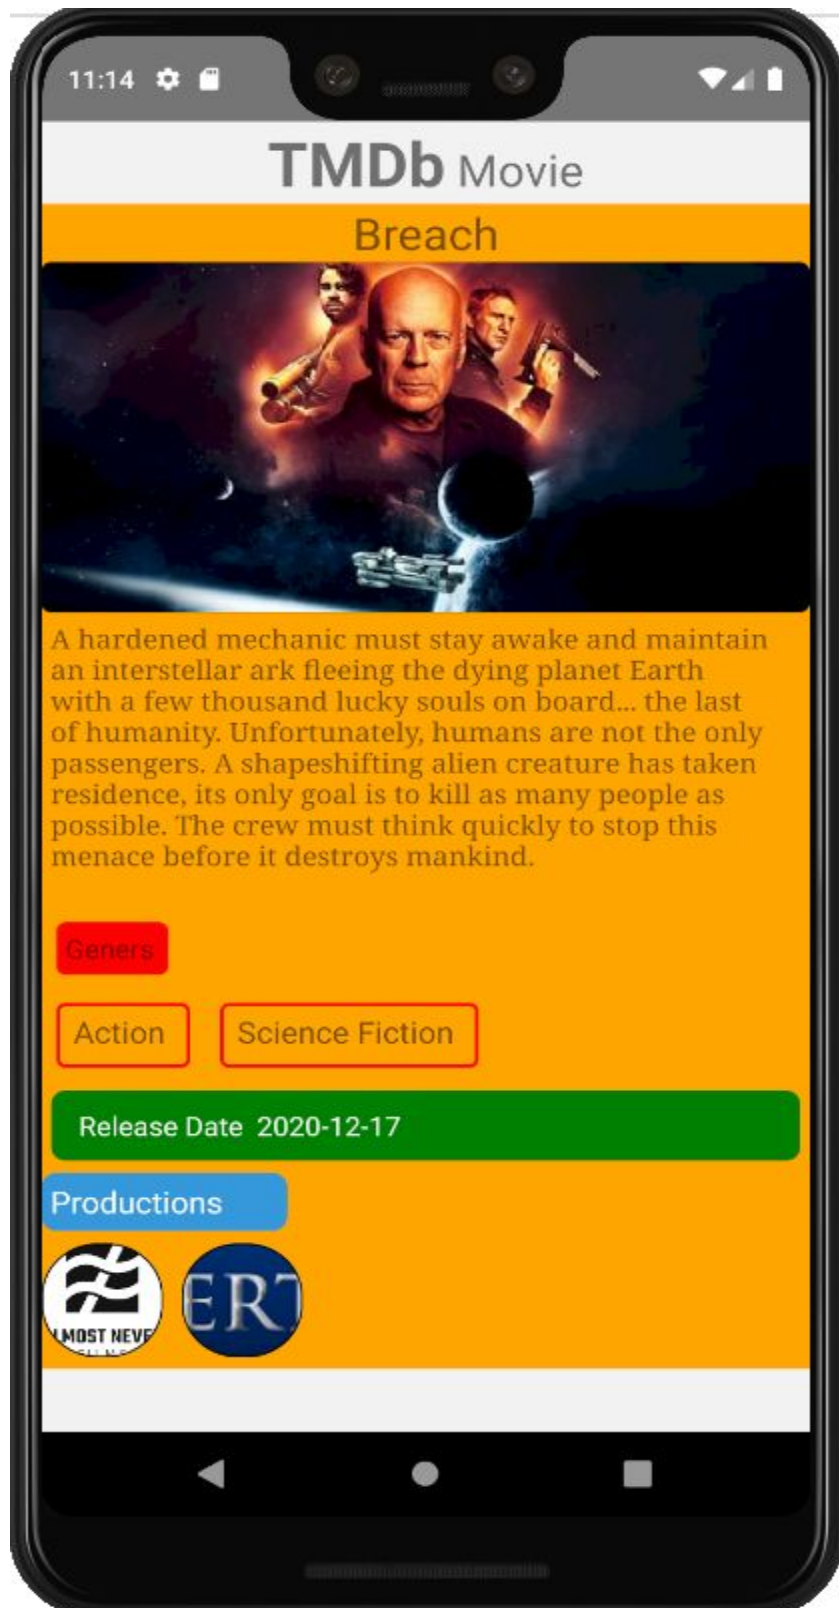 11:14
TMDb Movie
Breach
A hardened mechanic must stay awake and maintain
an interstellar ark fleeing the dying planet Earth
with a few thousand lucky souls on board... the last
of humanity. Unfortunately, humans are not the only
passengers. A shapeshifting alien creature has taken
residence, its only goal is to kill as many people as
possible. The crew must think quickly to stop this
menace before it destroys mankind.
Geners
Action Science Fiction
Release Date 2020-12-17
Productions
LMOST NEVE ERT